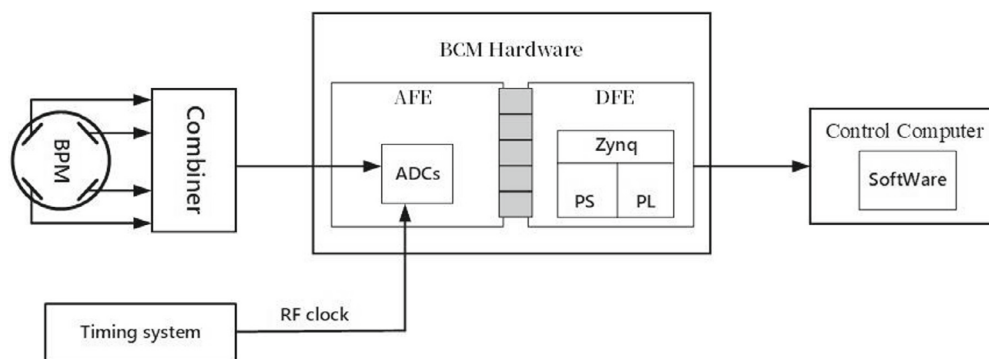 BCM Hardware
AFE
DFE
BPM
Combiner
ADCs
Zynq
PS
PL
Control Computer
SoftWare
RF clock
Timing system